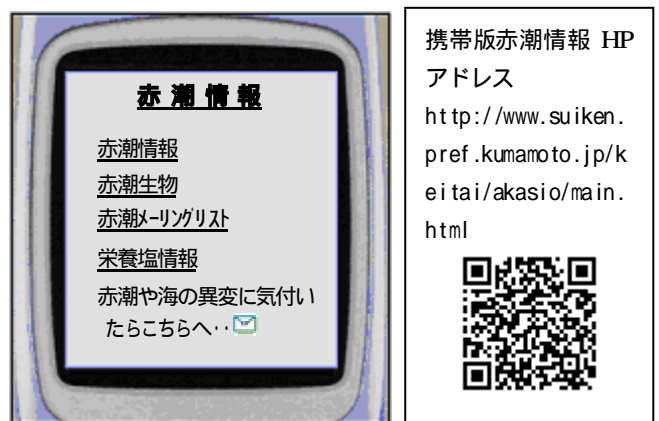 赤潮情報
赤潮情報
赤潮生物
赤潮ﾒｰﾘﾝｸﾞﾘｽﾄ
栄養塩情報
赤潮や海の異変に気付い
たらこちらへ‥
携帯版赤潮情報 HP
アドレス
http://www.suiken.
pref.kumamoto.jp/k
eitai/akasio/main.
html